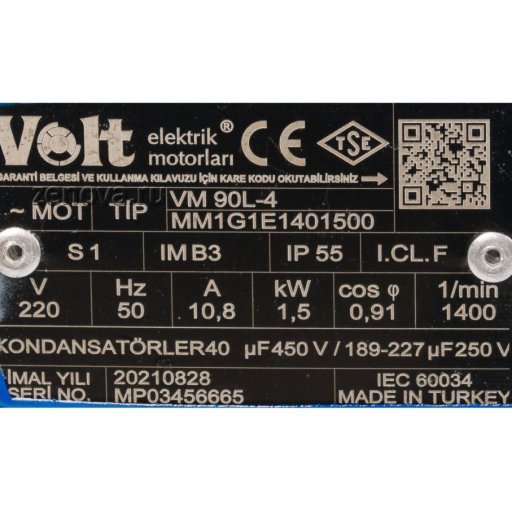 Volt elektrik® motorları CE TSE
GARANTİ BELGESİ VE KULLANMA KILAVUZU İÇİN KARE KODU OKUTABİLİRSİNİZ
zenova.ru
~ MOT TİP VM 90L-4
MM1G1E1401500
S 1 IM B3 IP 55 I.CL. F
V Hz A kW cos φ 1/min
220 50 10,8 1,5 0,91 1400
KONDANSATÖRLER40 µF450 V / 189-227 µF250 V
İMAL YILI 20210828 IEC 60034
SERİ NO. MP03456665 MADE IN TURKEY